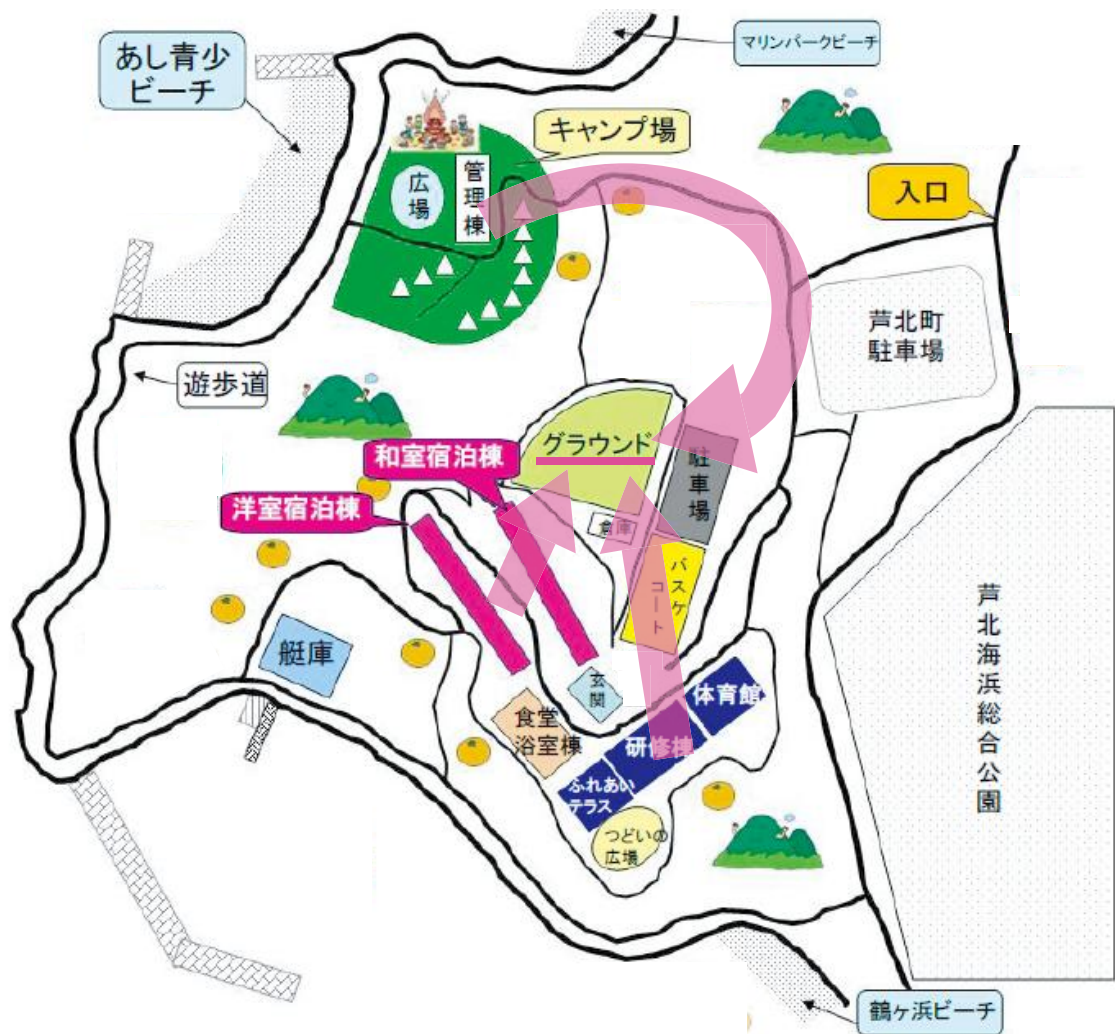 マリンパークビーチ
あし青少
ビーチ
キャンプ場
広場
管理棟
入口
芦北町
駐車場
遊歩道
グラウンド
和室宿泊棟
駐車場
洋室宿泊棟
倉庫
バスケ
コート
芦北海浜総合公園
艇庫
玄関
体育館
食堂
浴室棟
研修棟
ふれあい
テラス
つどいの
広場
鶴ヶ浜ビーチ